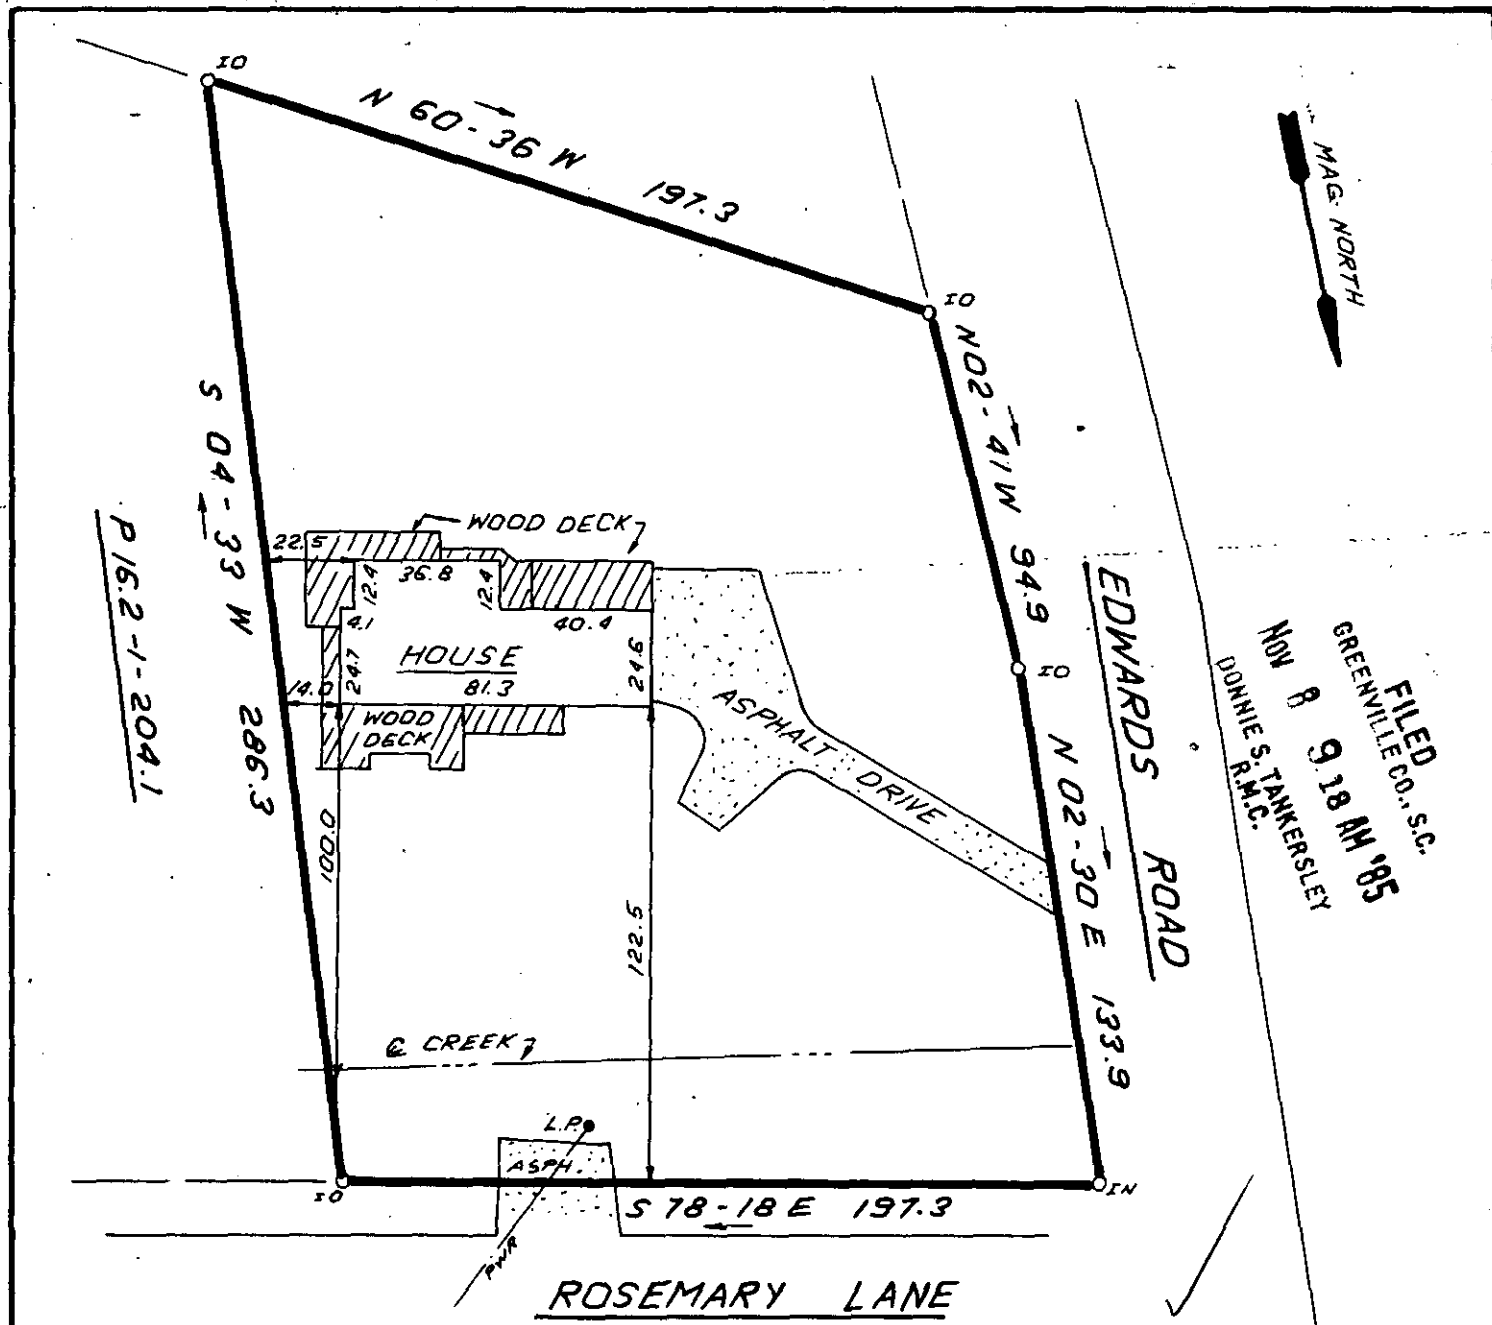 IO
N 60-36 W 197.3
MAG. NORTH
IO
N02-41W 94.9
S 04-33 W 286.3
P 16.2-1-204.1
WOOD DECK
22.5
12.4
36.8
12.4
4.1
40.4
HOUSE
24.7
24.6
14.0
81.3
WOOD
DECK
ASPHALT DRIVE
EDWARDS ROAD
IO
N 02-30 E 133.9
FILED
GREENVILLE CO., S.C.
NOV 8 9 18 AM '85
DONNIE S. TANKERSLEY
R.M.C.
100.0
122.5
℄ CREEK
L.P.
ASPH.
IO
IN
S 78-18 E 197.3
PWR
ROSEMARY LANE